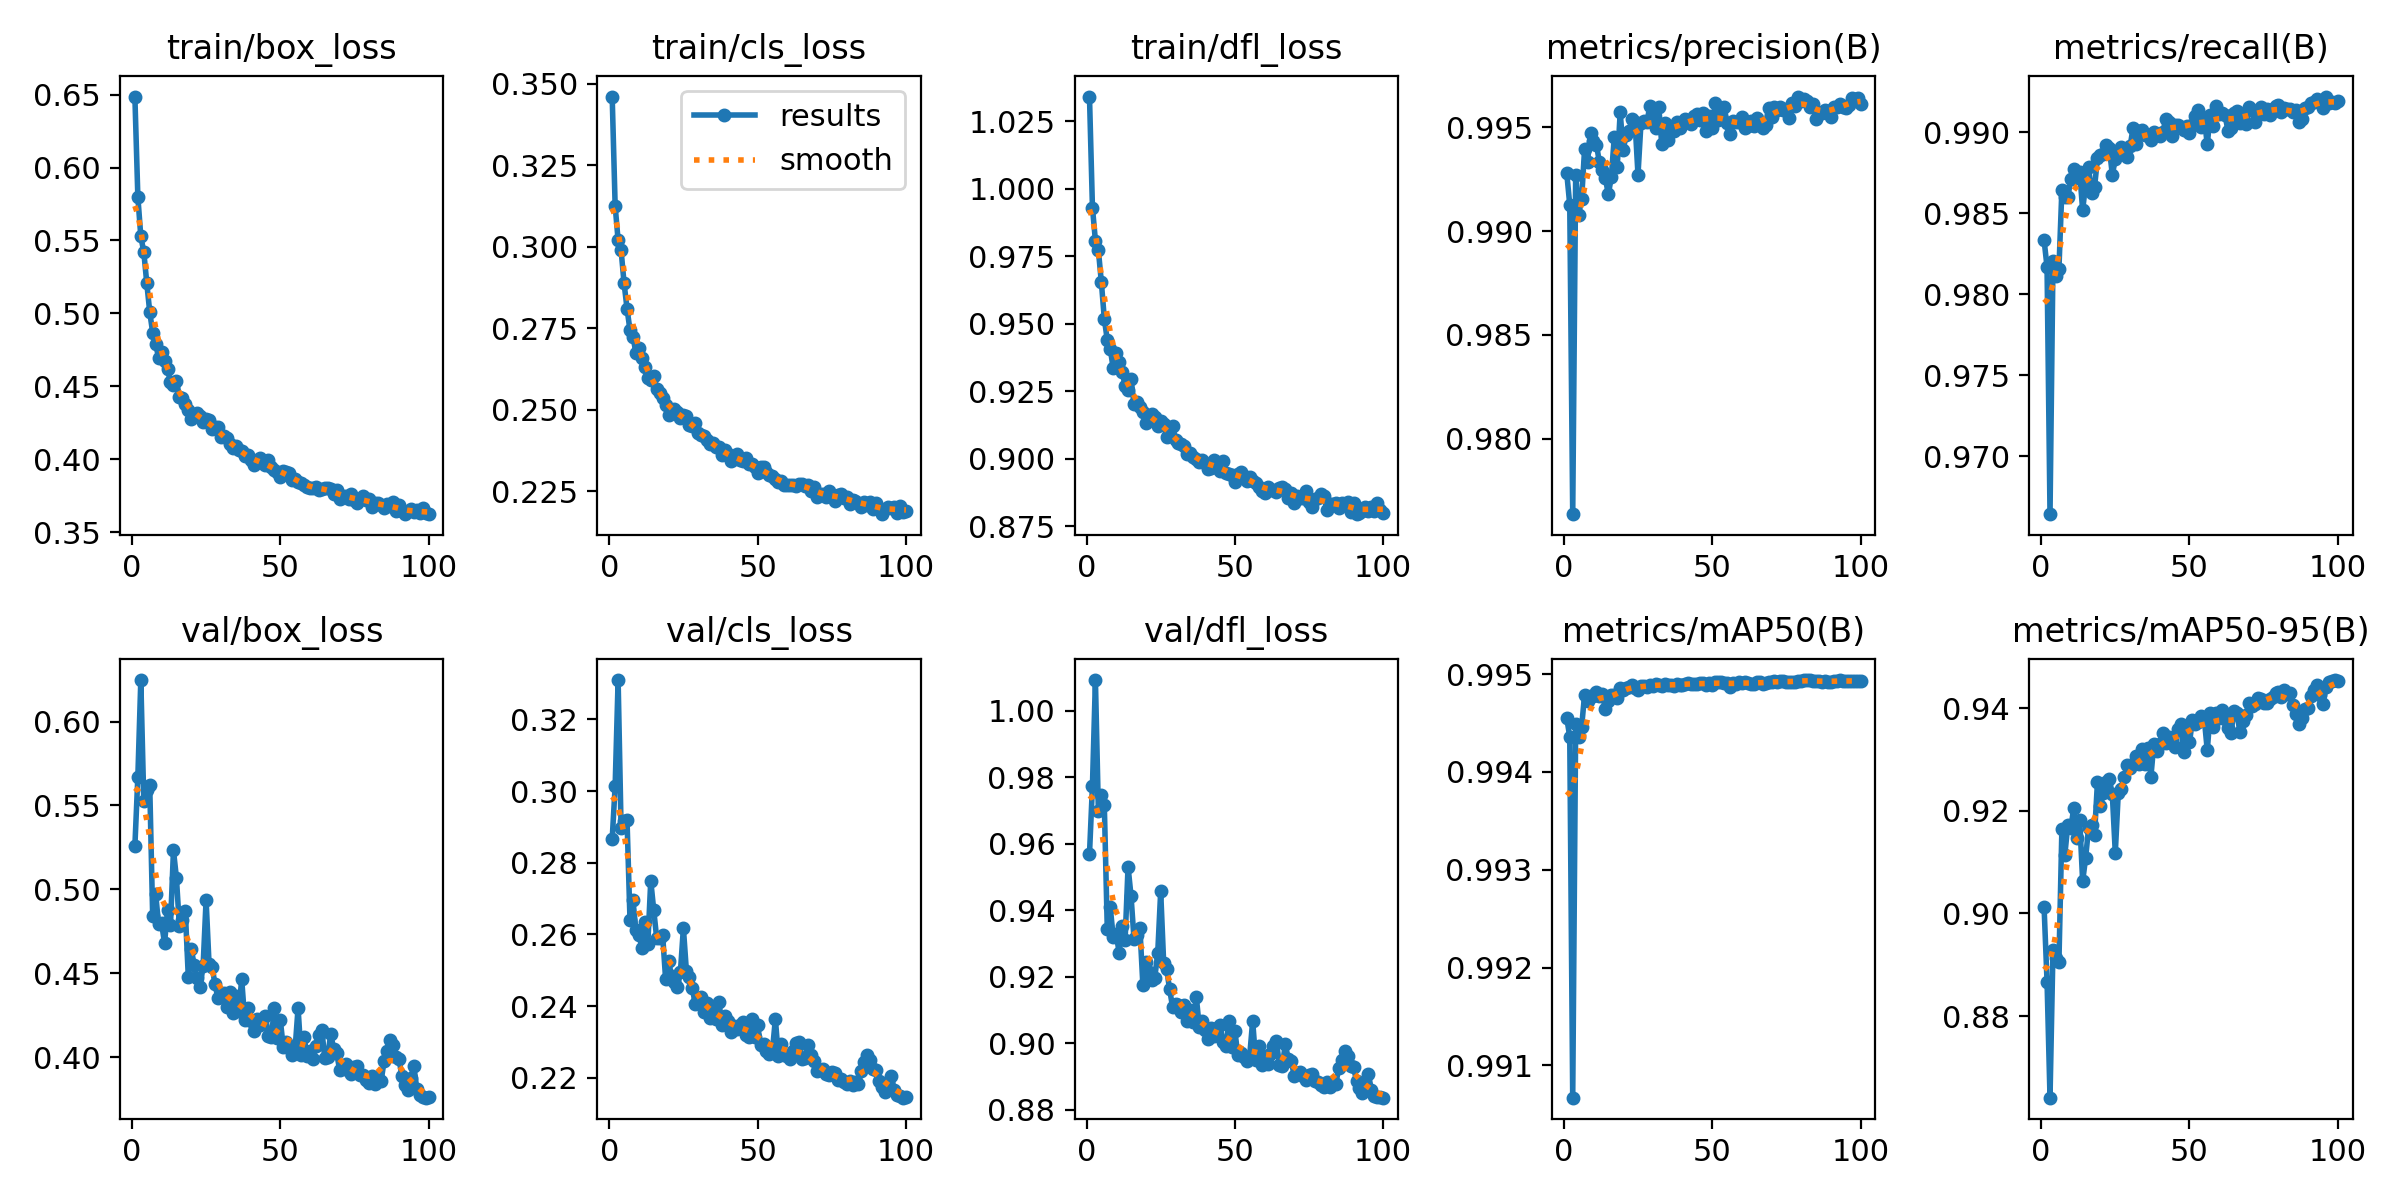 train/box_loss
0.65
0.60
0.55
0.50
0.45
0.40
0.35
0 50 100
train/cls_loss
results
smooth
0.350
0.325
0.300
0.275
0.250
0.225
0 50 100
train/dfl_loss
1.025
1.000
0.975
0.950
0.925
0.900
0.875
0 50 100
metrics/precision(B)
0.995
0.990
0.985
0.980
0 50 100
metrics/recall(B)
0.990
0.985
0.980
0.975
0.970
0 50 100
val/box_loss
0.60
0.55
0.50
0.45
0.40
0 50 100
val/cls_loss
0.32
0.30
0.28
0.26
0.24
0.22
0 50 100
val/dfl_loss
1.00
0.98
0.96
0.94
0.92
0.90
0.88
0 50 100
metrics/mAP50(B)
0.995
0.994
0.993
0.992
0.991
0 50 100
metrics/mAP50-95(B)
0.94
0.92
0.90
0.88
0 50 100